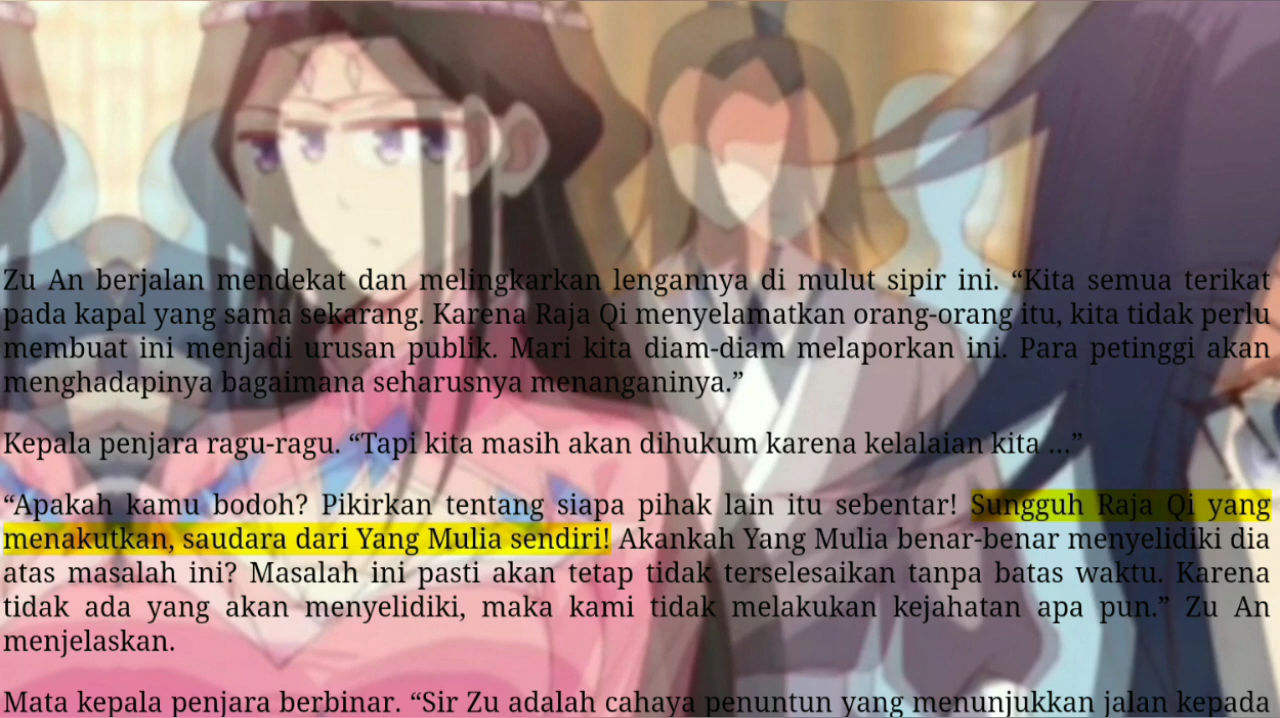 Zu An berjalan mendekat dan melingkarkan lengannya di mulut sipir ini. “Kita semua terikat
pada kapal yang sama sekarang. Karena Raja Qi menyelamatkan orang-orang itu, kita tidak perlu
membuat ini menjadi urusan publik. Mari kita diam-diam melaporkan ini. Para petinggi akan
menghadapinya bagaimana seharusnya menanganinya.”
Kepala penjara ragu-ragu. “Tapi kita masih akan dihukum karena kelalaian kita ...”
“Apakah kamu bodoh? Pikirkan tentang siapa pihak lain itu sebentar! Sungguh Raja Qi yang
menakutkan, saudara dari Yang Mulia sendiri! Akankah Yang Mulia benar-benar menyelidiki dia
atas masalah ini? Masalah ini pasti akan tetap tidak terselesaikan tanpa batas waktu. Karena
tidak ada yang akan menyelidiki, maka kami tidak melakukan kejahatan apa pun.” Zu An
menjelaskan.
Mata kepala penjara berbinar. “Sir Zu adalah cahaya penuntun yang menunjukkan jalan kepada